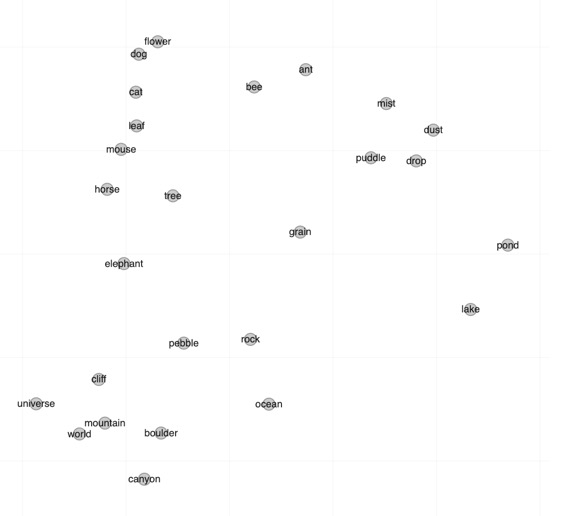 flower
dog
ant
bee
cat
mist
leaf
dust
mouse
puddle
drop
horse
tree
grain
pond
elephant
lake
pebble
rock
cliff
universe
ocean
mountain
world
boulder
canyon